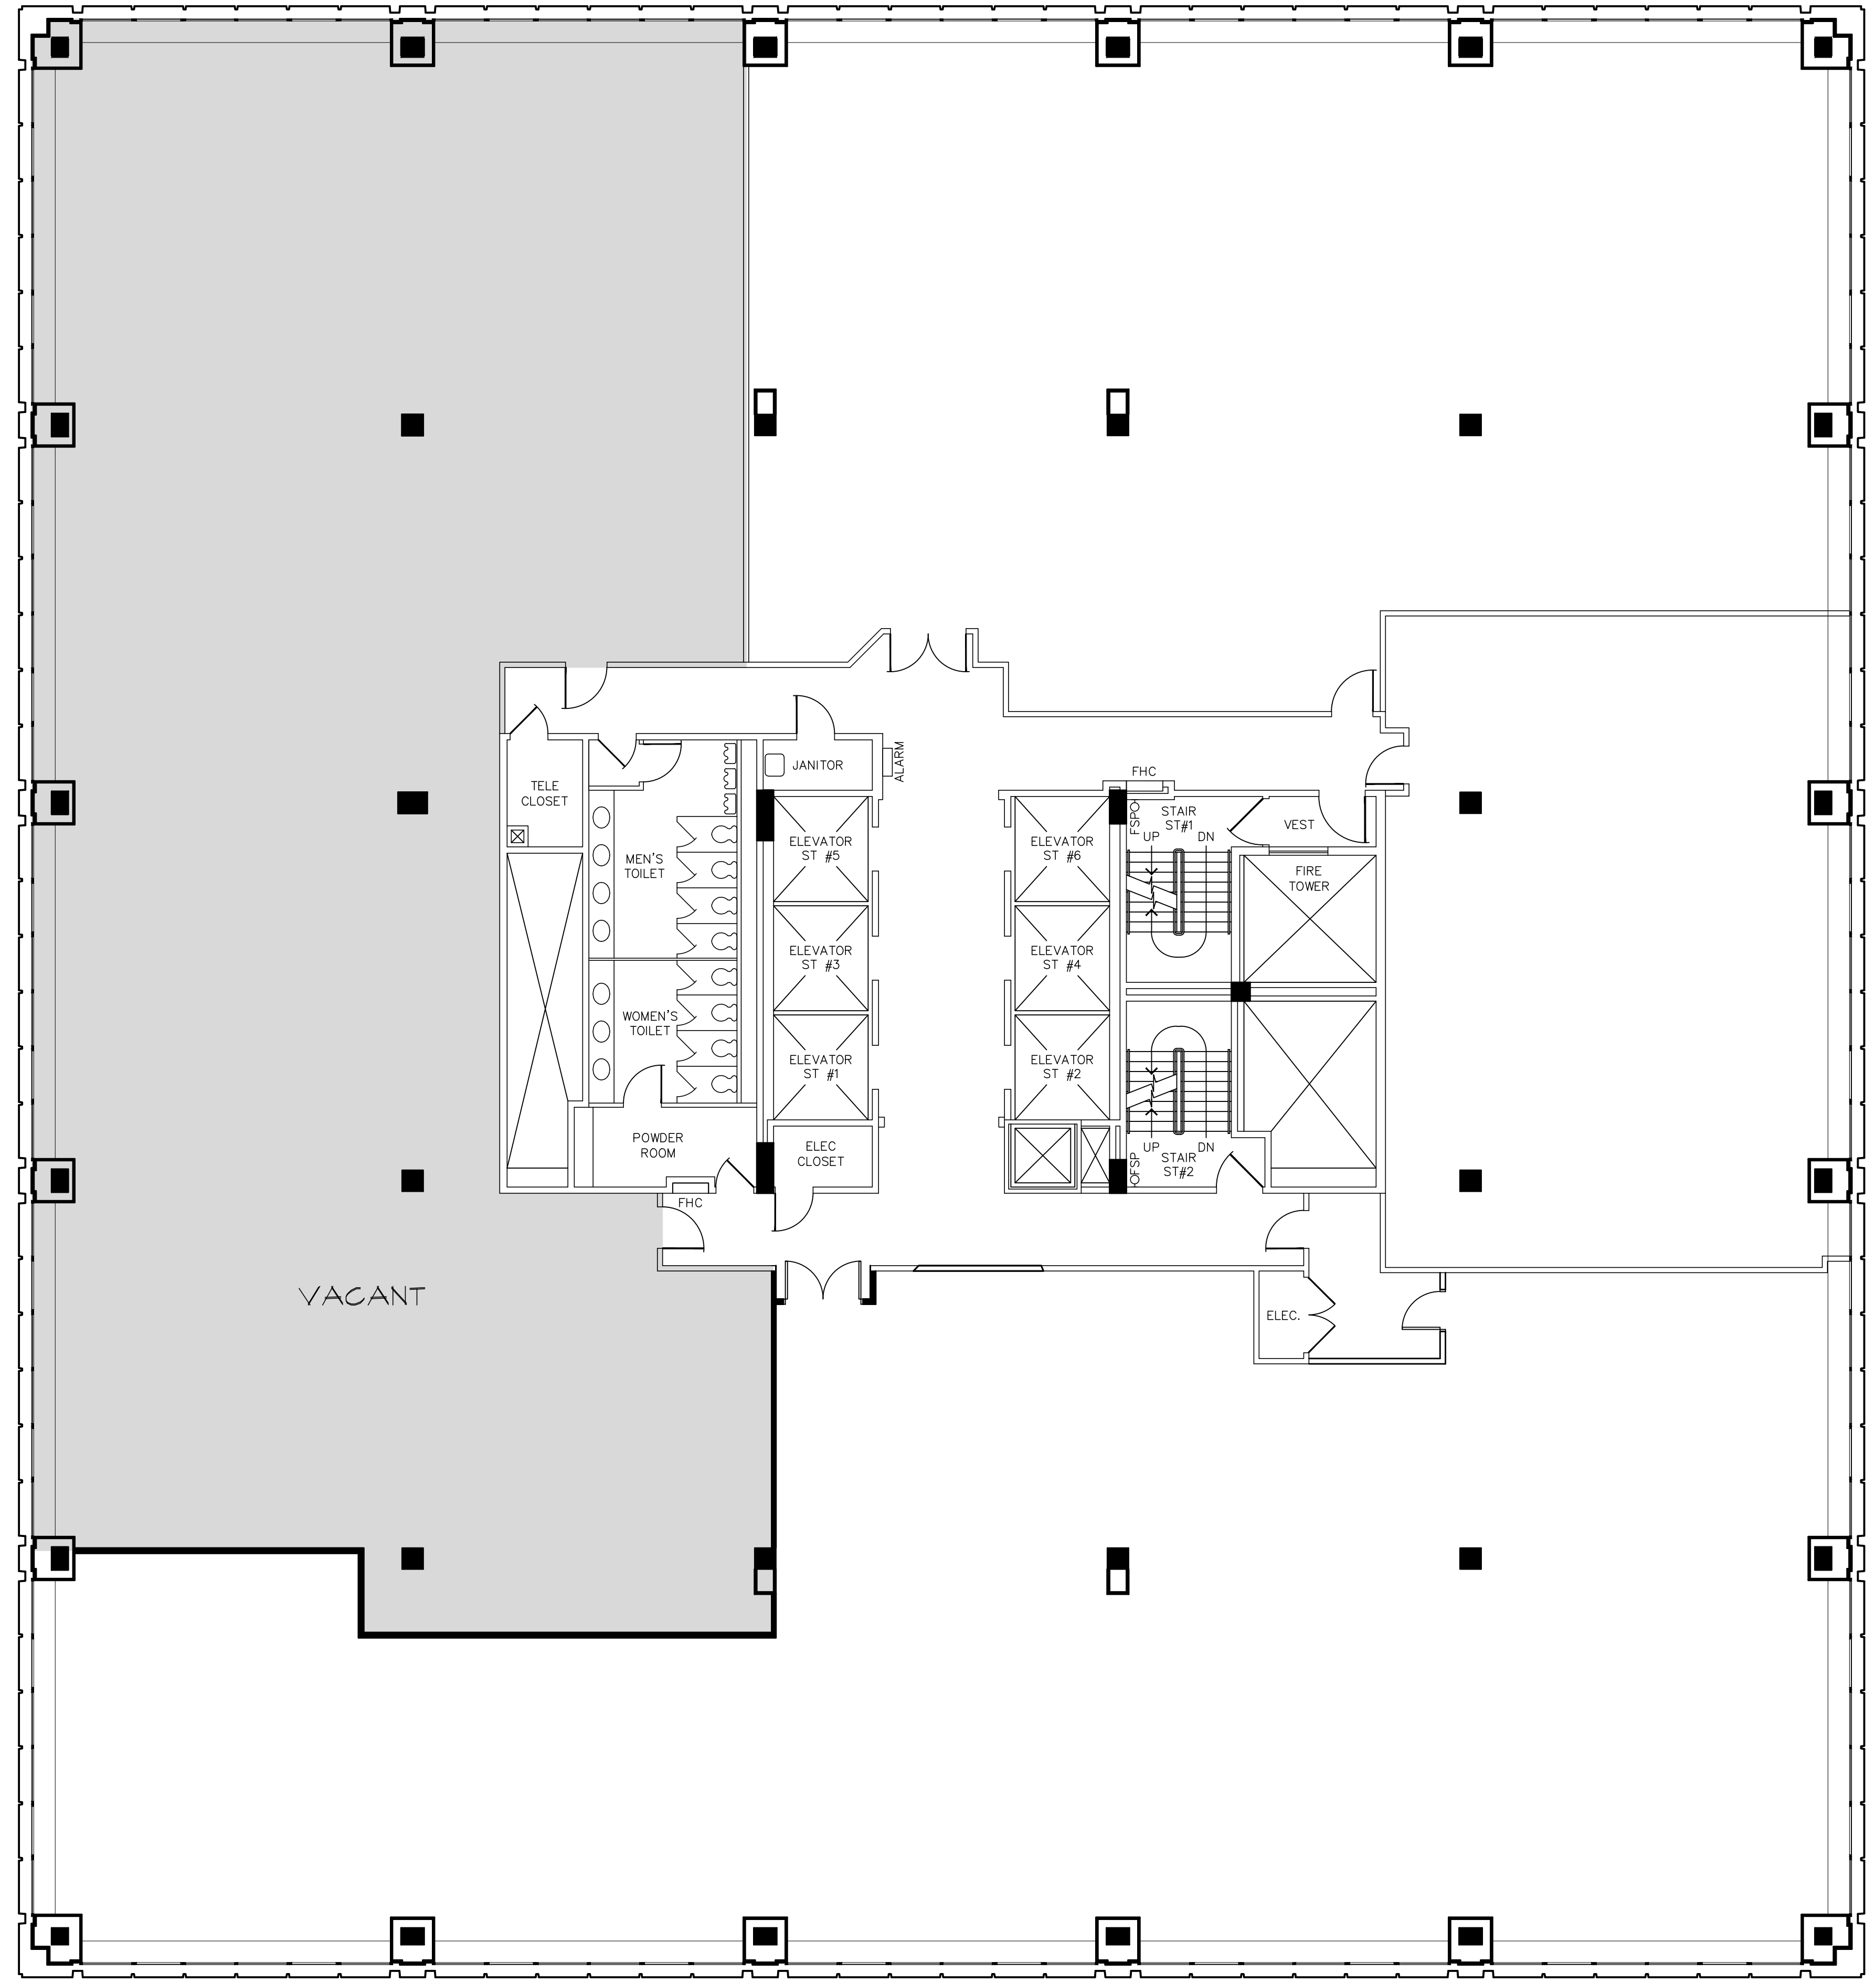 JANITOR
ALARM
FHC
TELE
CLOSET
FSP
STAIR
ST#1
UP
DN
VEST
ELEVATOR
ST #5
ELEVATOR
ST #6
MEN'S
TOILET
FIRE
TOWER
ELEVATOR
ST #3
ELEVATOR
ST #4
WOMEN'S
TOILET
ELEVATOR
ST #1
ELEVATOR
ST #2
POWDER
ROOM
ELEC
CLOSET
UP
DN
FSP
STAIR
ST#2
FHC
VACANT
ELEC.